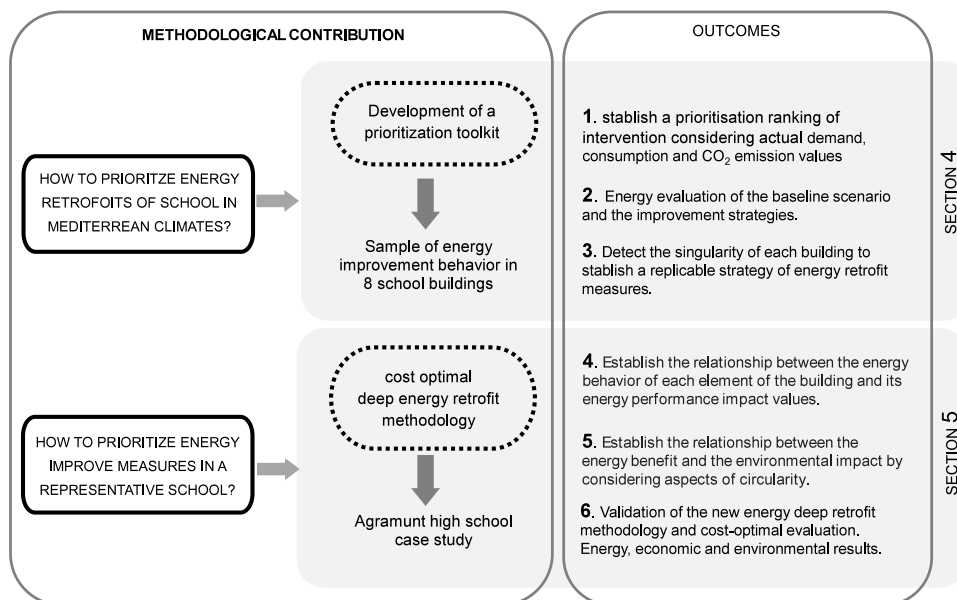 METHODOLOGICAL CONTRIBUTION
OUTCOMES
HOW TO PRIORITZE ENERGY
RETROFOITS OF SCHOOL IN
MEDITERREAN CLIMATES?
Development of a
prioritization toolkit
Sample of energy
improvement behavior in
8 school buildings
1. stablish a prioritisation ranking of
intervention considering actual demand,
consumption and CO₂ emission values
2. Energy evaluation of the baseline scenario
and the improvement strategies.
3. Detect the singularity of each building to
stablish a replicable strategy of energy retrofit
measures.
SECTION 4
HOW TO PRIORITIZE ENERGY
IMPROVE MEASURES IN A
REPRESENTATIVE SCHOOL?
cost optimal
deep energy retrofit
methodology
Agramunt high school
case study
4. Establish the relationship between the energy
behavior of each element of the building and its
energy performance impact values.
5. Establish the relationship between the
energy benefit and the environmental impact by
considering aspects of circularity.
6. Validation of the new energy deep retrofit
methodology and cost-optimal evaluation.
Energy, economic and environmental results.
SECTION 5